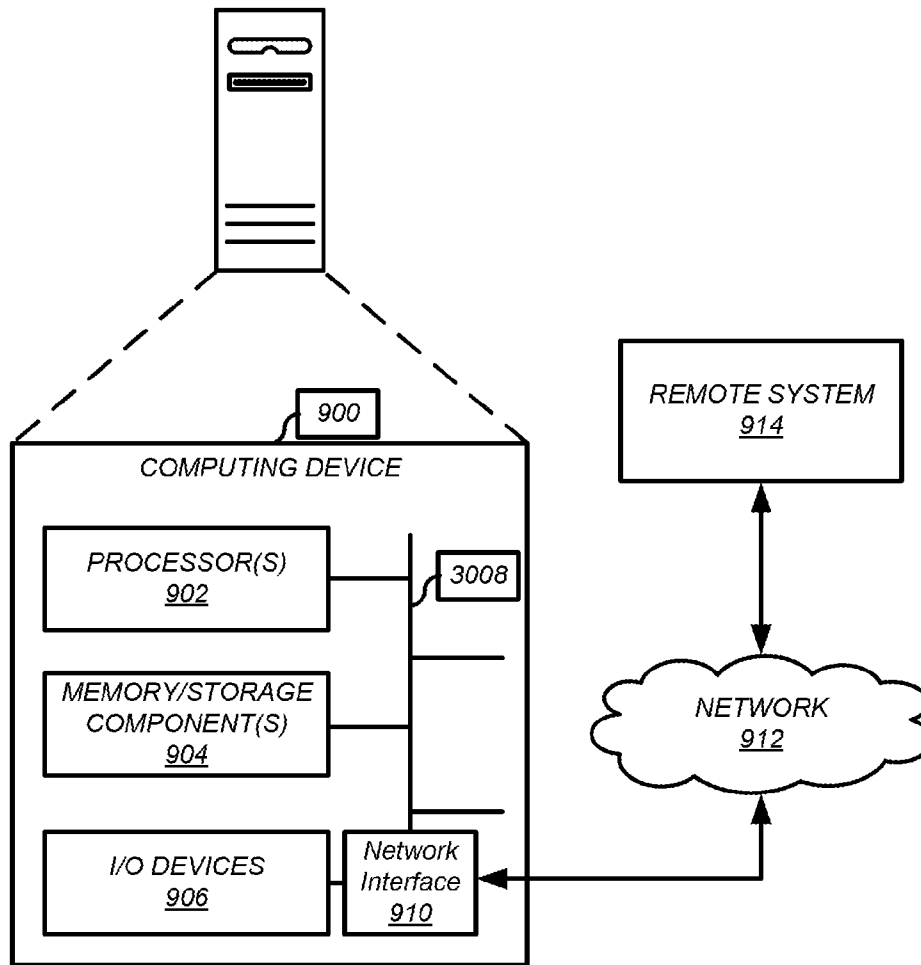 900
COMPUTING DEVICE
PROCESSOR(S)
902
3008
MEMORY/STORAGE
COMPONENT(S)
904
I/O DEVICES
906
Network
Interface
910
REMOTE SYSTEM
914
NETWORK
912